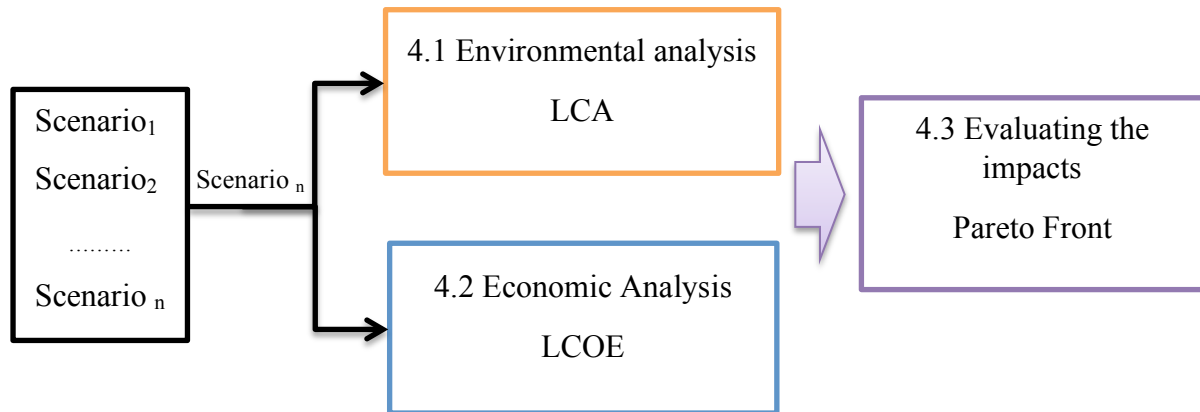 Scenario₁
Scenario₂
.........
Scenario ₙ
Scenario ₙ
4.1 Environmental analysis
LCA
4.2 Economic Analysis
LCOE
4.3 Evaluating the
impacts
Pareto Front